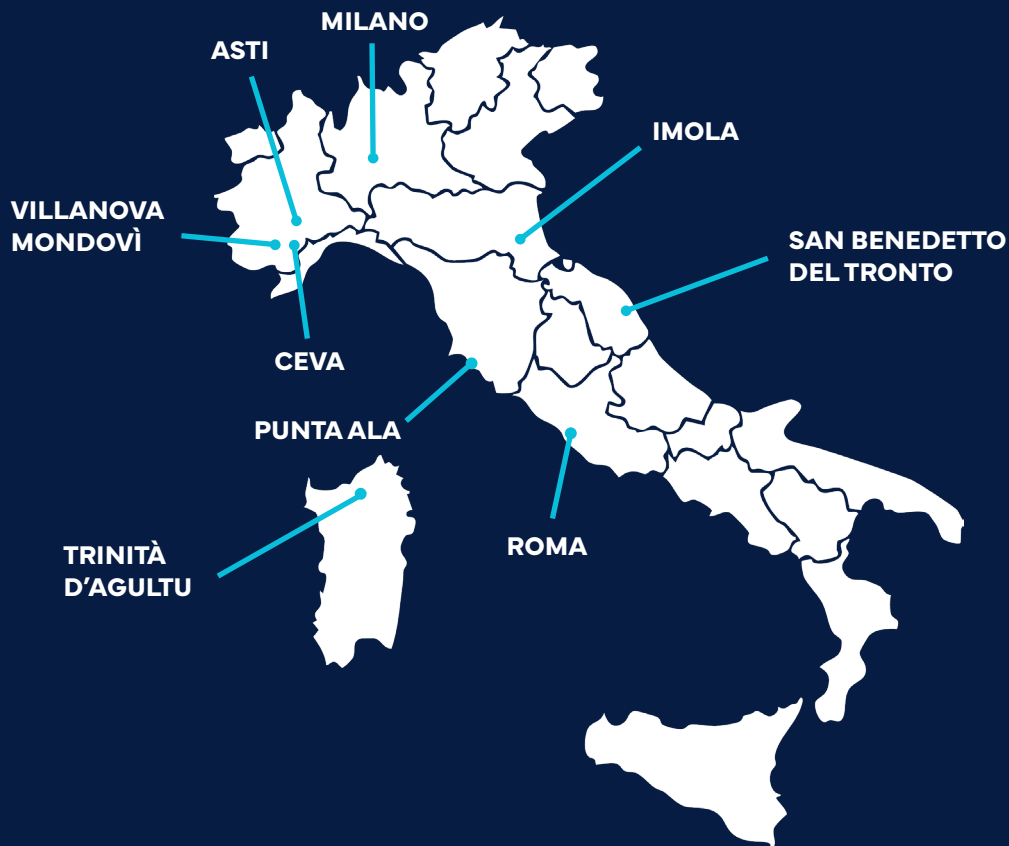 MILANO
ASTI
IMOLA
VILLANOVA
MONDOVÌ
SAN BENEDETTO
DEL TRONTO
CEVA
PUNTA ALA
ROMA
TRINITÀ
D'AGULTU